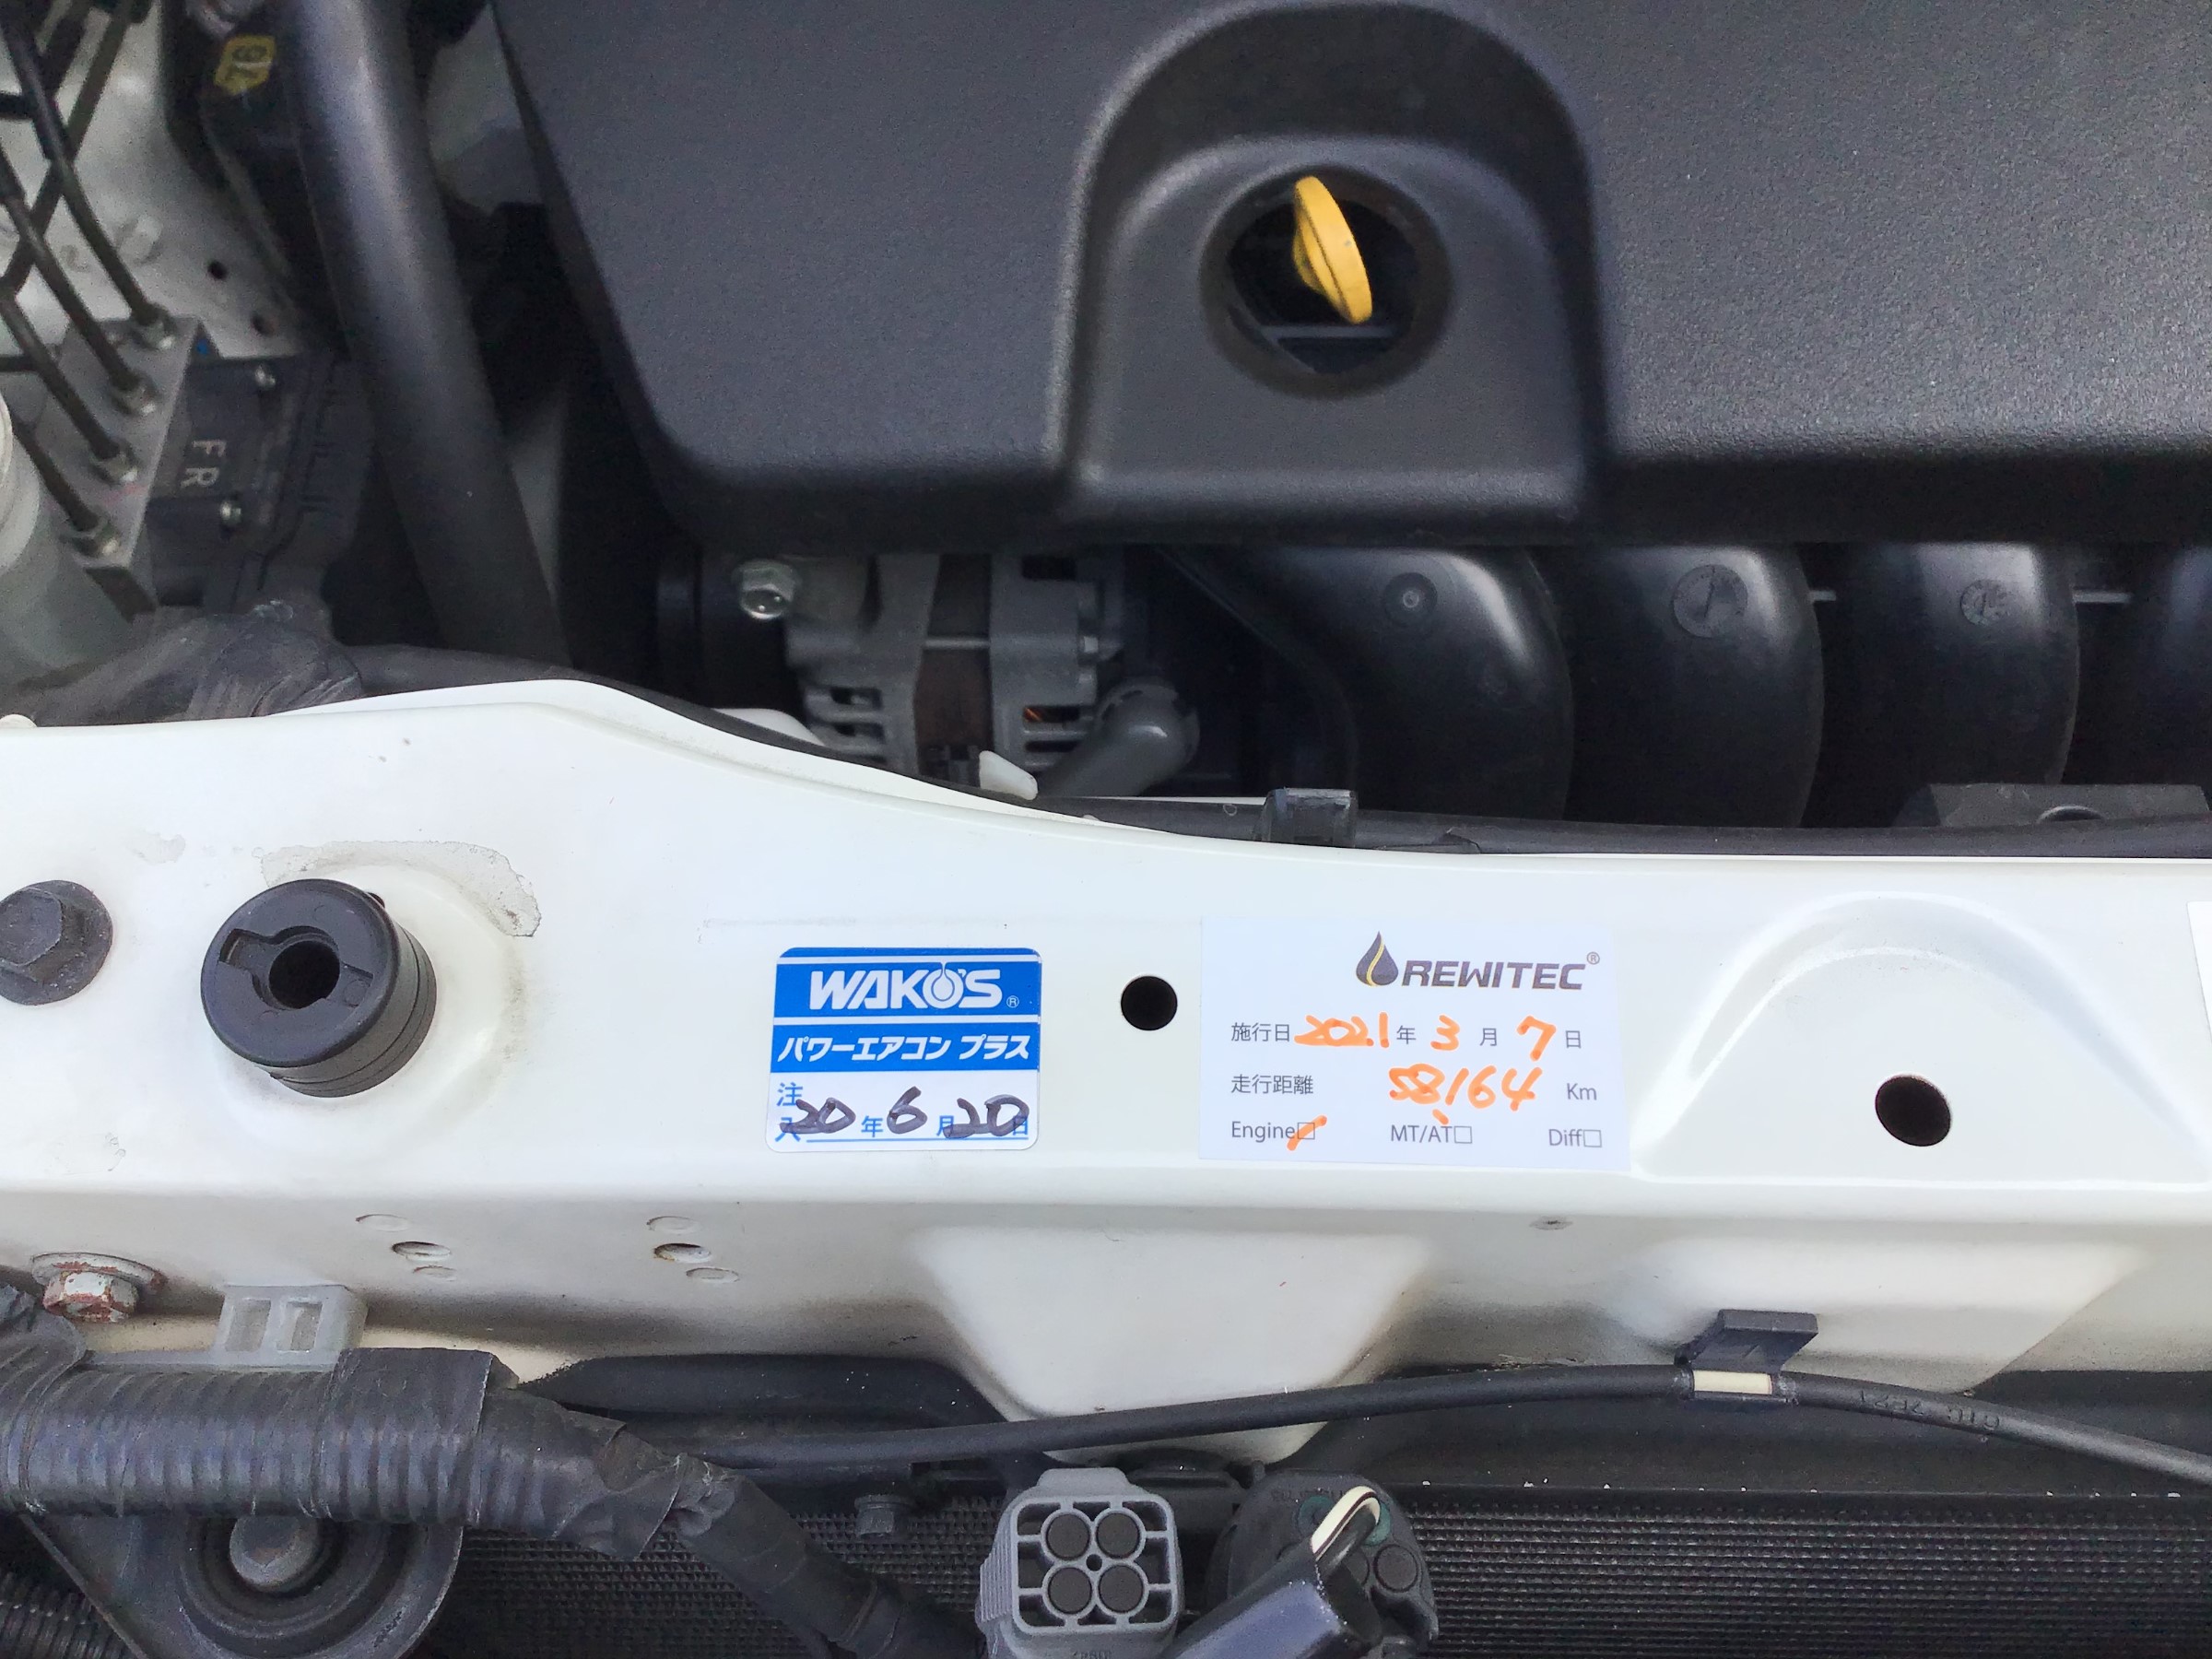 FR
WAKO'S®
パワーエアコン プラス
注入 20 年 6 月 20 日
REWITEC®
施行日 2021 年 3 月 7 日
走行距離 58164 Km
Engine☑ MT/AT□ Diff□